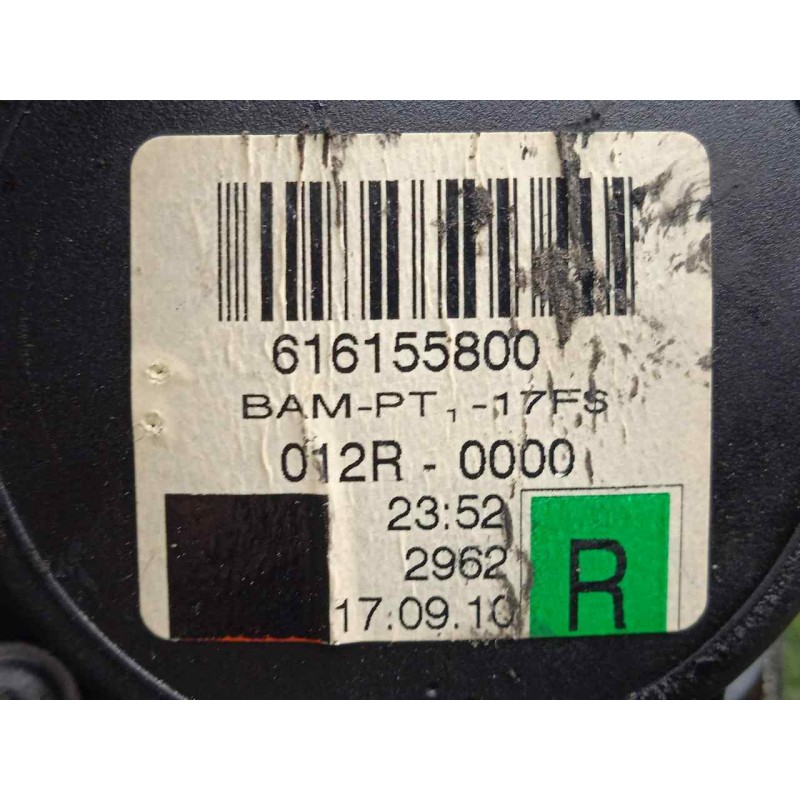 616155800
BAM-PT₁-17FS
012R - 0000
23:52
2962
17:09.10
R